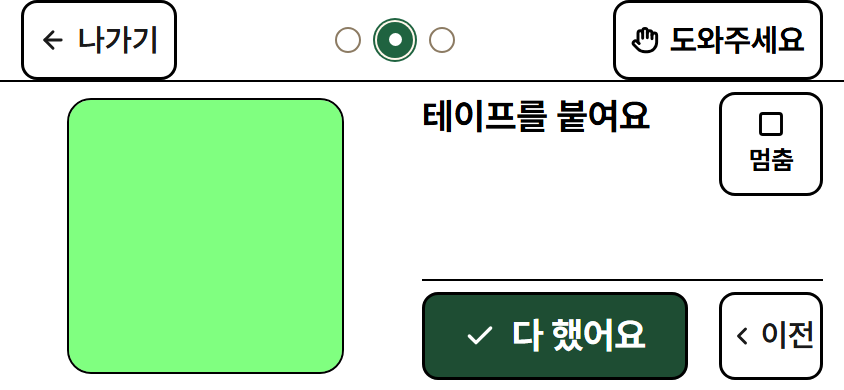 나가기
도와주세요
테이프를 붙여요
멈춤
다 했어요
이전